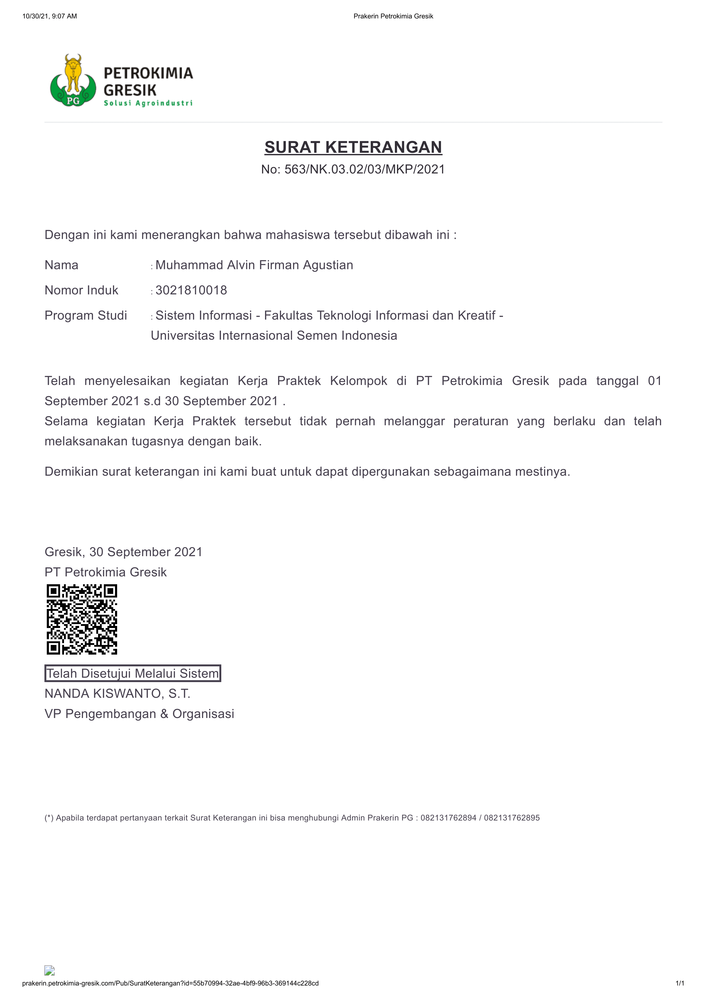 10/30/21, 9:07 AM
Prakerin Petrokimia Gresik
PETROKIMIA
GRESIK
Solusi Agroindustri
PG
SURAT KETERANGAN
No: 563/NK.03.02/03/MKP/2021
Dengan ini kami menerangkan bahwa mahasiswa tersebut dibawah ini :
Nama : Muhammad Alvin Firman Agustian
Nomor Induk : 3021810018
Program Studi : Sistem Informasi - Fakultas Teknologi Informasi dan Kreatif -
Universitas Internasional Semen Indonesia
Telah menyelesaikan kegiatan Kerja Praktek Kelompok di PT Petrokimia Gresik pada tanggal 01
September 2021 s.d 30 September 2021 .
Selama kegiatan Kerja Praktek tersebut tidak pernah melanggar peraturan yang berlaku dan telah
melaksanakan tugasnya dengan baik.
Demikian surat keterangan ini kami buat untuk dapat dipergunakan sebagaimana mestinya.
Gresik, 30 September 2021
PT Petrokimia Gresik
Telah Disetujui Melalui Sistem
NANDA KISWANTO, S.T.
VP Pengembangan & Organisasi
(*) Apabila terdapat pertanyaan terkait Surat Keterangan ini bisa menghubungi Admin Prakerin PG : 082131762894 / 082131762895
prakerin.petrokimia-gresik.com/Pub/SuratKeterangan?id=55b70994-32ae-4bf9-96b3-369144c228cd
1/1